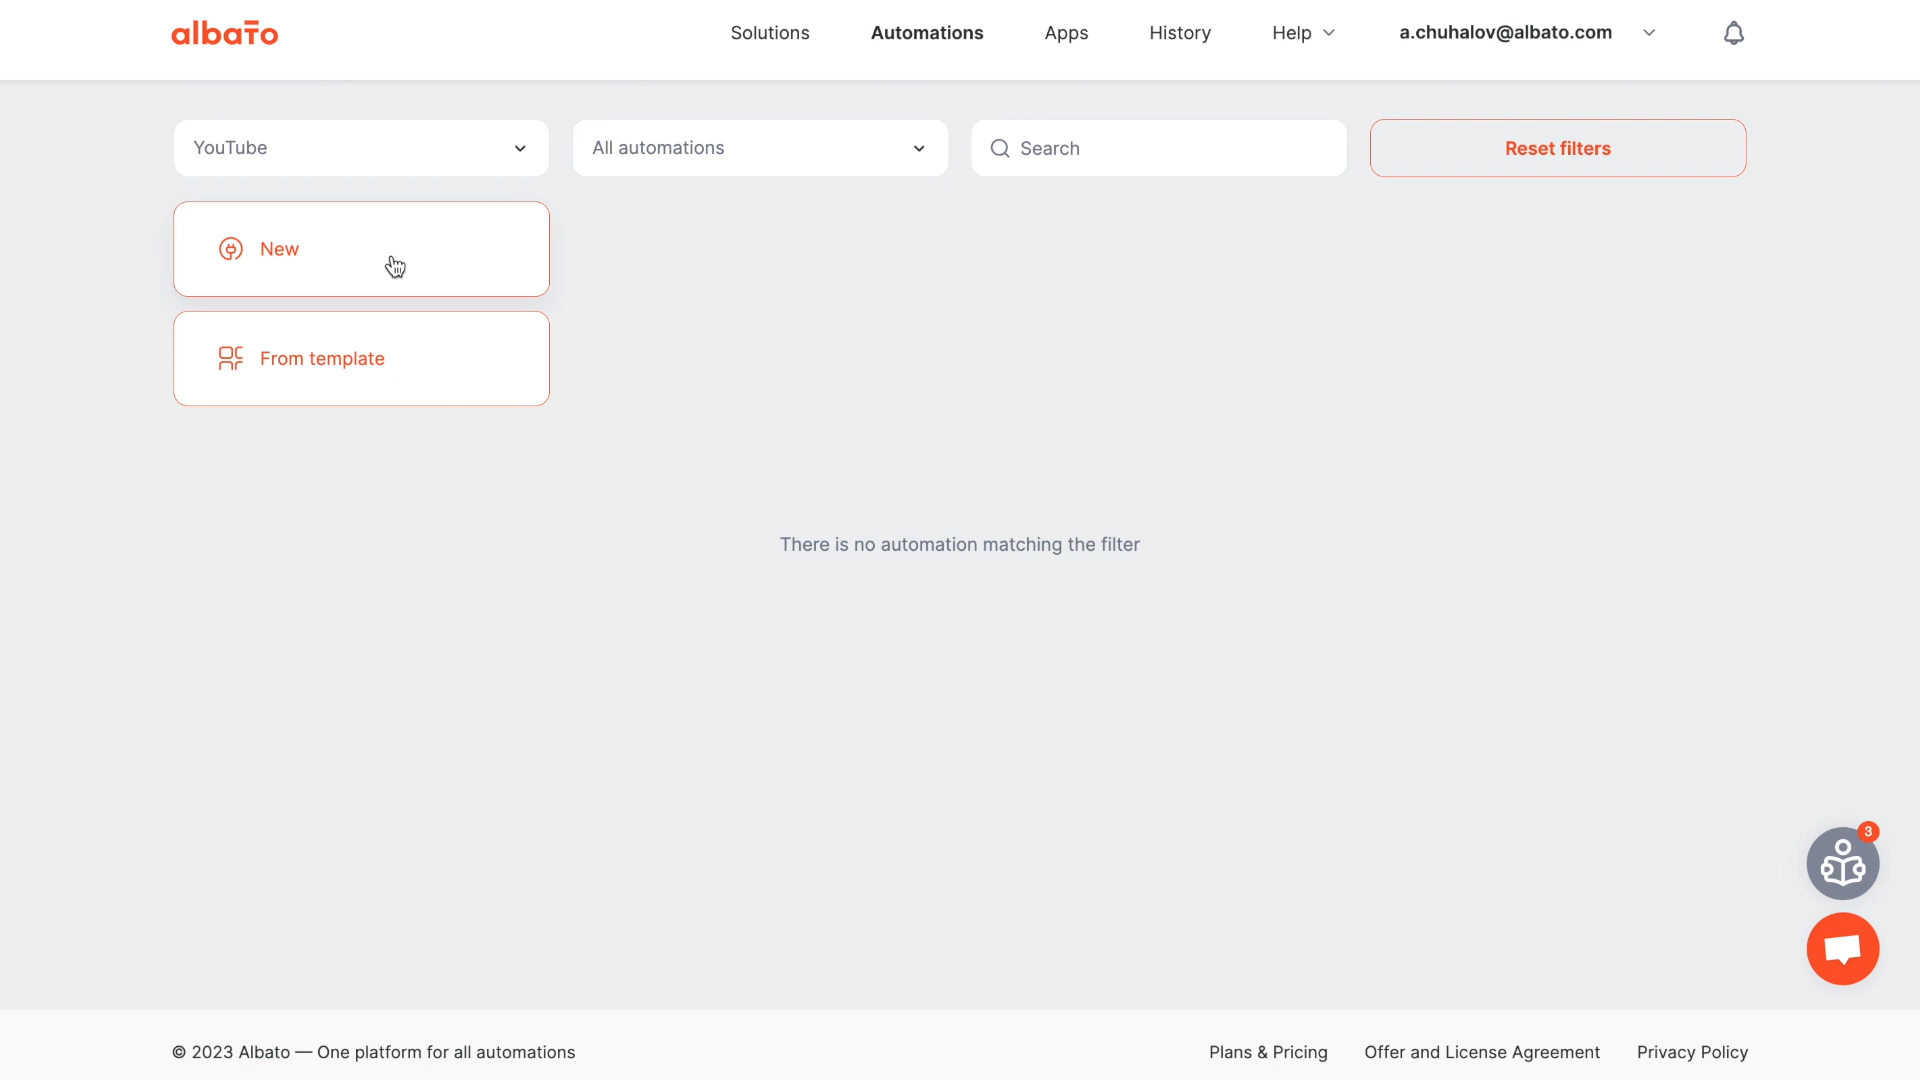 albato
Solutions
Automations
Apps
History
Help
a.chuhalov@albato.com
YouTube
All automations
Search
Reset filters
New
From template
There is no automation matching the filter
3
© 2023 Albato — One platform for all automations
Plans & Pricing
Offer and License Agreement
Privacy Policy